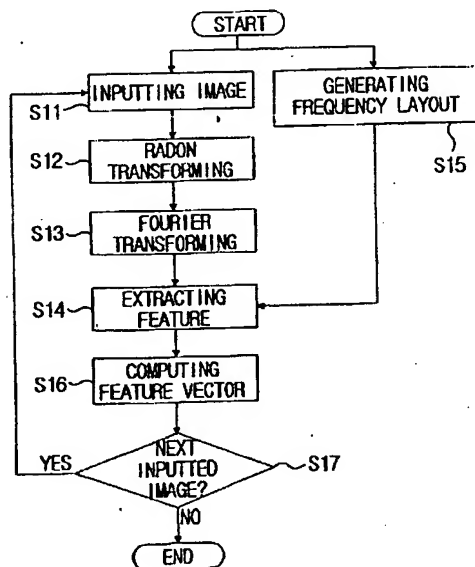 START
INPUTTING IMAGE
S11
GENERATING
FREQUENCY LAYOUT
S15
RADON
TRANSFORMING
S12
FOURIER
TRANSFORMING
S13
EXTRACTING
FEATURE
S14
COMPUTING
FEATURE VECTOR
S16
NEXT
INPUTTED
IMAGE?
YES
S17
NO
END